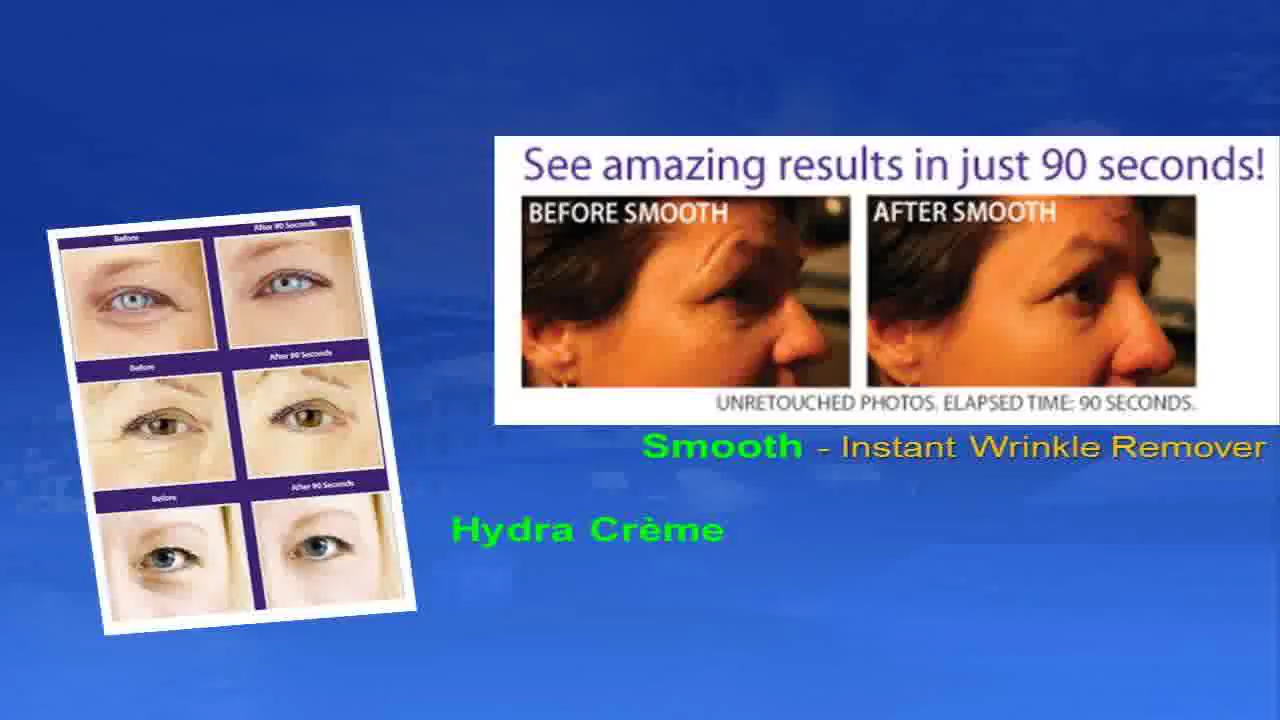 See amazing results in just 90 seconds!
BEFORE SMOOTH
AFTER SMOOTH
UNRETOUCHED PHOTOS. ELAPSED TIME: 90 SECONDS.
Smooth - Instant Wrinkle Remover
Before
After 90 Seconds
Before
After 90 Seconds
Before
After 90 Seconds
Hydra Crème